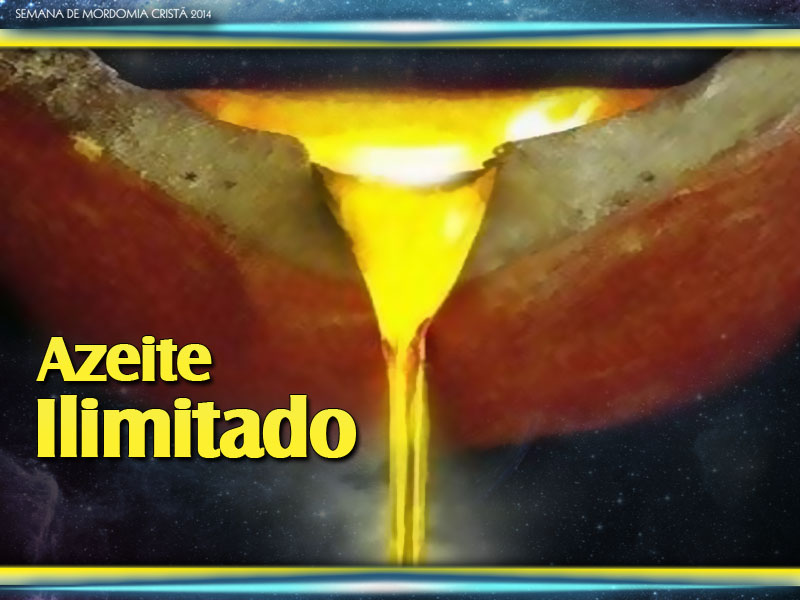 SEMANA DE MORDOMIA CRISTÃ 2014
Azeite
Ilimitado